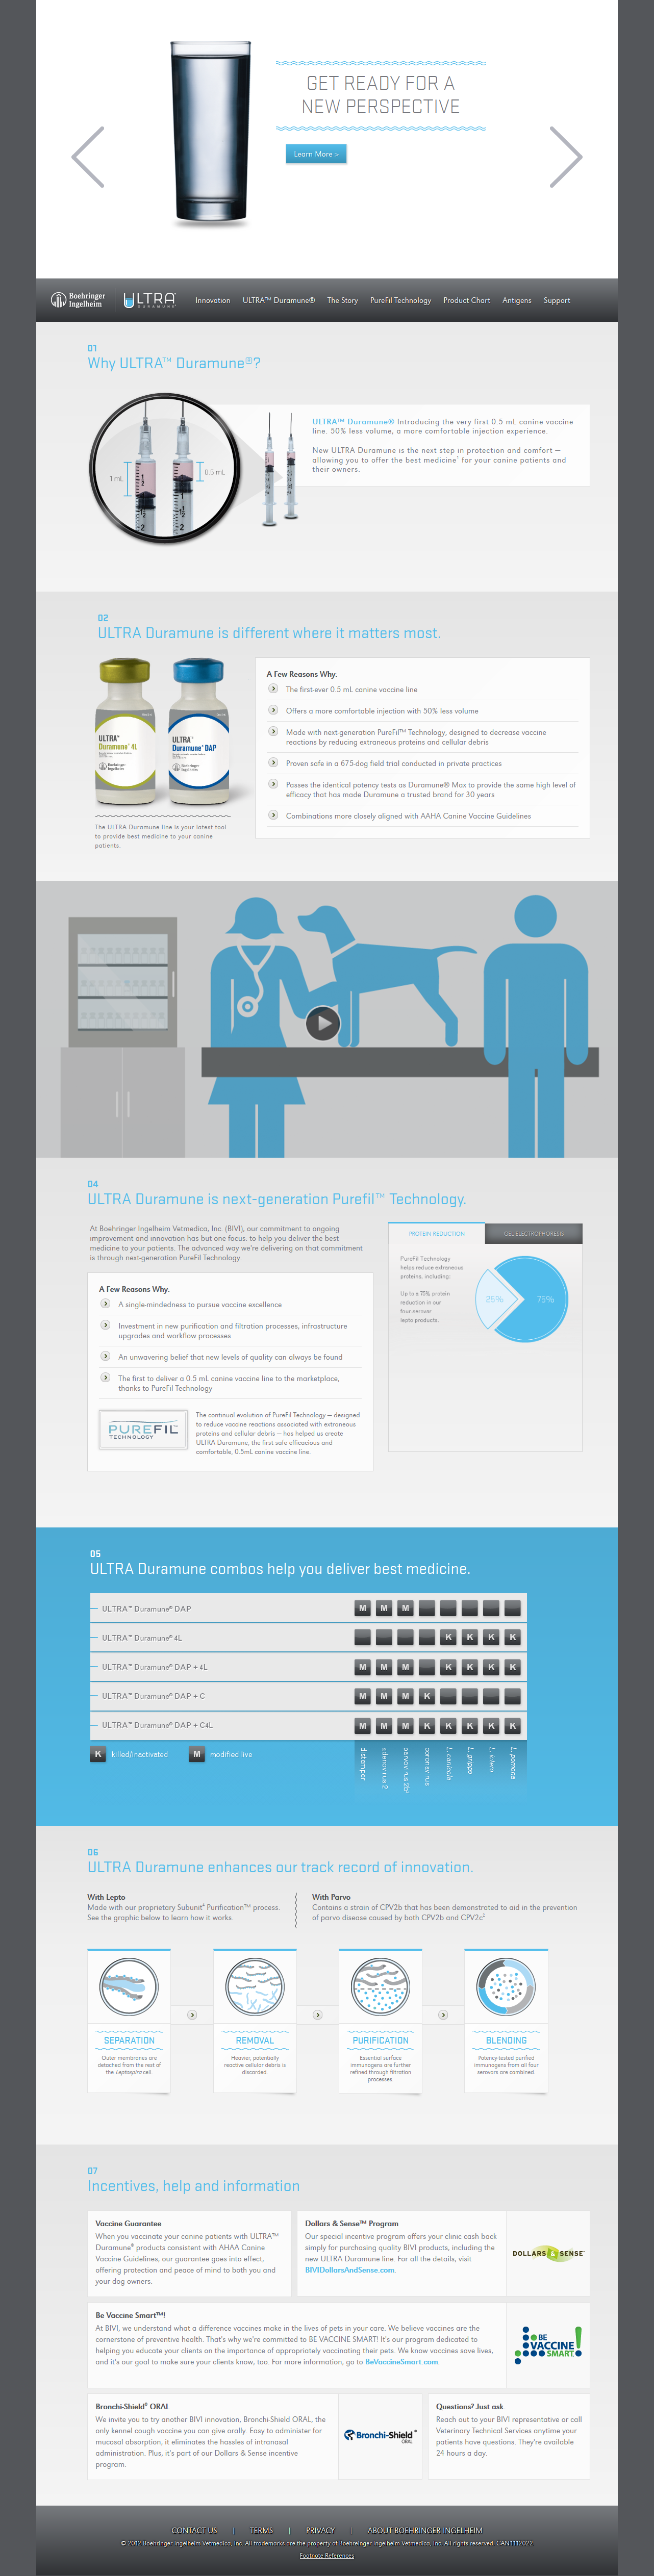 GET READY FOR A
NEW PERSPECTIVE
Learn More >
Boehringer
Ingelheim
ULTRA
DURAMUNE
Innovation
ULTRA™ Duramune®
The Story
PureFil Technology
Product Chart
Antigens
Support
01
Why ULTRA™ Duramune®?
1 mL
0.5 mL
ULTRA™ Duramune® Introducing the very first 0.5 mL canine vaccine
line. 50% less volume, a more comfortable injection experience.
New ULTRA Duramune is the next step in protection and comfort —
allowing you to offer the best medicine for your canine patients and
their owners.
02
ULTRA Duramune is different where it matters most.
ULTRA™
Duramune® 4L
Boehringer
Ingelheim
ULTRA™
Duramune® DAP
Boehringer
Ingelheim
The ULTRA Duramune line is your latest tool
to provide best medicine to your canine
patients.
A Few Reasons Why:
The first-ever 0.5 mL canine vaccine line
Offers a more comfortable injection with 50% less volume
Made with next-generation PureFil™ Technology, designed to decrease vaccine
reactions by reducing extraneous proteins and cellular debris
Proven safe in a 675-dog field trial conducted in private practices
Passes the identical potency tests as Duramune® Max to provide the same high level of
efficacy that has made Duramune a trusted brand for 30 years
Combinations more closely aligned with AAHA Canine Vaccine Guidelines
04
ULTRA Duramune is next-generation Purefil™ Technology.
At Boehringer Ingelheim Vetmedica, Inc. (BIVI), our commitment to ongoing
improvement and innovation has but one focus: to help you deliver the best
medicine to your patients. The advanced way we're delivering on that commitment
is through next-generation PureFil Technology.
A Few Reasons Why:
A single-mindedness to pursue vaccine excellence
Investment in new purification and filtration processes, infrastructure
upgrades and workflow processes
An unwavering belief that new levels of quality can always be found
The first to deliver a 0.5 mL canine vaccine line to the marketplace,
thanks to PureFil Technology
PUREFIL
TECHNOLOGY
The continual evolution of PureFil Technology — designed
to reduce vaccine reactions associated with extraneous
proteins and cellular debris — has helped us create
ULTRA Duramune, the first safe efficacious and
comfortable, 0.5mL canine vaccine line.
PROTEIN REDUCTION
GEL ELECTROPHORESIS
PureFil Technology
helps reduce extraneous
proteins, including:
Up to a 75% protein
reduction in our
four-serovar
lepto products.
25%
75%
05
ULTRA Duramune combos help you deliver best medicine.
ULTRA™ Duramune® DAP M M M
ULTRA™ Duramune® 4L K K K K
ULTRA™ Duramune® DAP + 4L M M M K K K K
ULTRA™ Duramune® DAP + C M M M K
ULTRA™ Duramune® DAP + C4L M M M K K K K K
K killed/inactivated
M modified live
distemper
adenovirus 2
parvovirus 2b
coronavirus
L. canicola
L. grippo
L. ictero
L. pomona
06
ULTRA Duramune enhances our track record of innovation.
With Lepto
Made with our proprietary Subunit Purification™ process.
See the graphic below to learn how it works.
With Parvo
Contains a strain of CPV2b that has been demonstrated to aid in the prevention
of parvo disease caused by both CPV2b and CPV2c
SEPARATION
Outer membranes are
detached from the rest of
the Leptospira cell.
REMOVAL
Heavier, potentially
reactive cellular debris is
discarded.
PURIFICATION
Essential surface
immunogens are further
refined through filtration
processes.
BLENDING
Potency-tested purified
immunogens from all four
serovars are combined.
07
Incentives, help and information
Vaccine Guarantee
When you vaccinate your canine patients with ULTRA™
Duramune® products consistent with AHAA Canine
Vaccine Guidelines, our guarantee goes into effect,
offering protection and peace of mind to both you and
your dog owners.
Dollars & Sense™ Program
Our special incentive program offers your clinic cash back
simply for purchasing quality BIVI products, including the
new ULTRA Duramune line. For all the details, visit
BIVIDollarsAndSense.com.
DOLLARS & SENSE
Be Vaccine Smart™!
At BIVI, we understand what a difference vaccines make in the lives of pets in your care. We believe vaccines are the
cornerstone of preventive health. That's why we're committed to BE VACCINE SMART! It's our program dedicated to
helping you educate your clients on the importance of appropriately vaccinating their pets. We know vaccines save lives,
and it's our goal to make sure your clients know, too. For more information, go to BeVaccineSmart.com.
BE
VACCINE
SMART!
Bronchi-Shield® ORAL
We invite you to try another BIVI innovation, Bronchi-Shield ORAL, the
only kennel cough vaccine you can give orally. Easy to administer for
mucosal absorption, it eliminates the hassles of intranasal
administration. Plus, it's part of our Dollars & Sense incentive
program.
Bronchi-Shield®
ORAL
Questions? Just ask.
Reach out to your BIVI representative or call
Veterinary Technical Services anytime your
patients have questions. They're available
24 hours a day.
CONTACT US | TERMS | PRIVACY | ABOUT BOEHRINGER INGELHEIM
© 2012 Boehringer Ingelheim Vetmedica, Inc. All trademarks are the property of Boehreinger Ingelheim Vetmedica, Inc. All rights reserved. CAN1112022
Footnote References